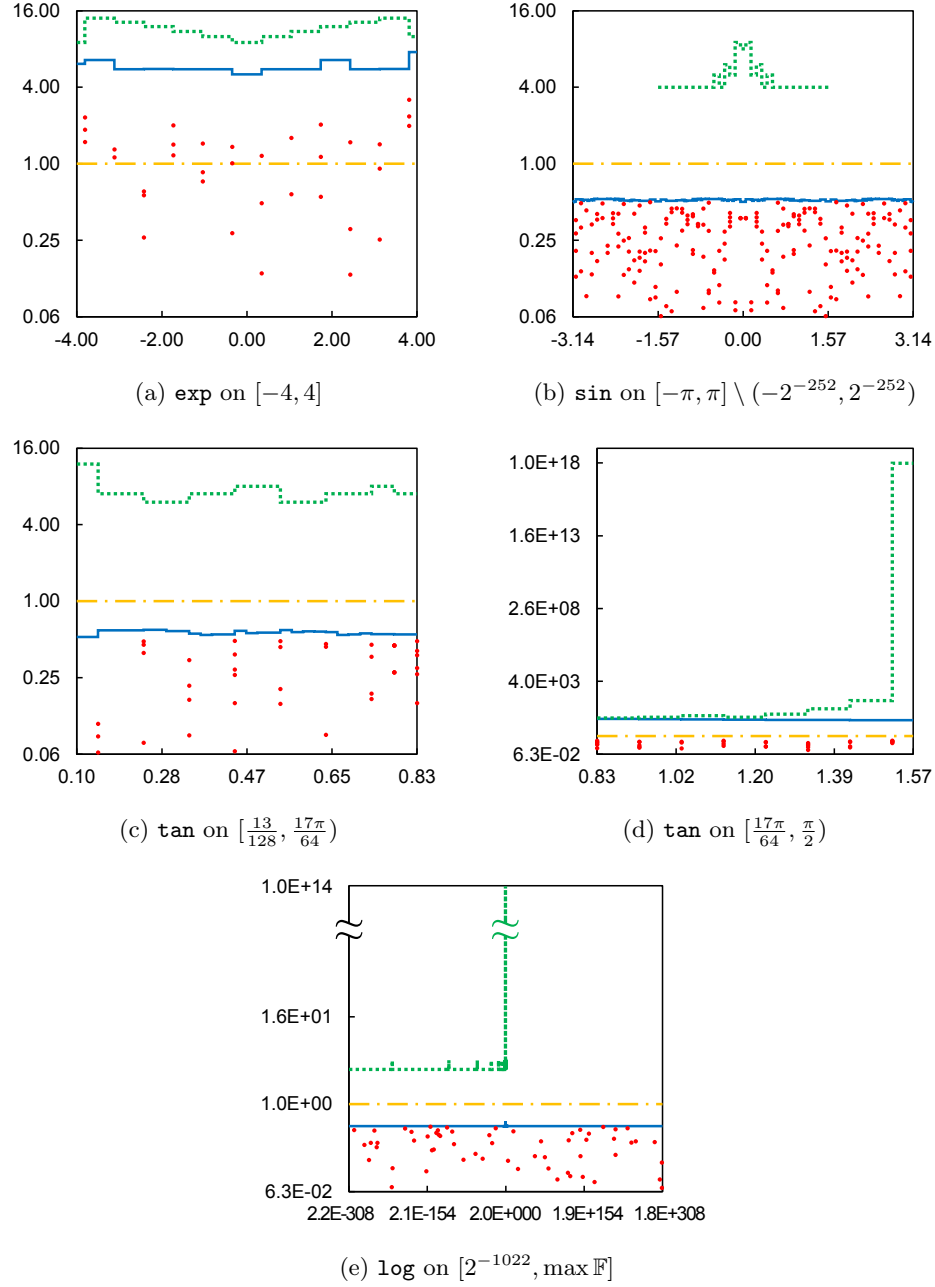 16.00
4.00
1.00
0.25
0.06
-4.00 -2.00 0.00 2.00 4.00
(a) exp on [−4, 4]
16.00
4.00
1.00
0.25
0.06
-3.14 -1.57 0.00 1.57 3.14
(b) sin on [−π, π] \ (−2^{−252}, 2^{−252})
16.00
4.00
1.00
0.25
0.06
0.10 0.28 0.47 0.65 0.83
(c) tan on [13/128, 17π/64)
1.0E+18
1.6E+13
2.6E+08
4.0E+03
6.3E-02
0.83 1.02 1.20 1.39 1.57
(d) tan on [17π/64, π/2)
1.0E+14
1.6E+01
1.0E+00
6.3E-02
2.2E-308 2.1E-154 2.0E+000 1.9E+154 1.8E+308
(e) log on [2^{−1022}, max 𝔽]